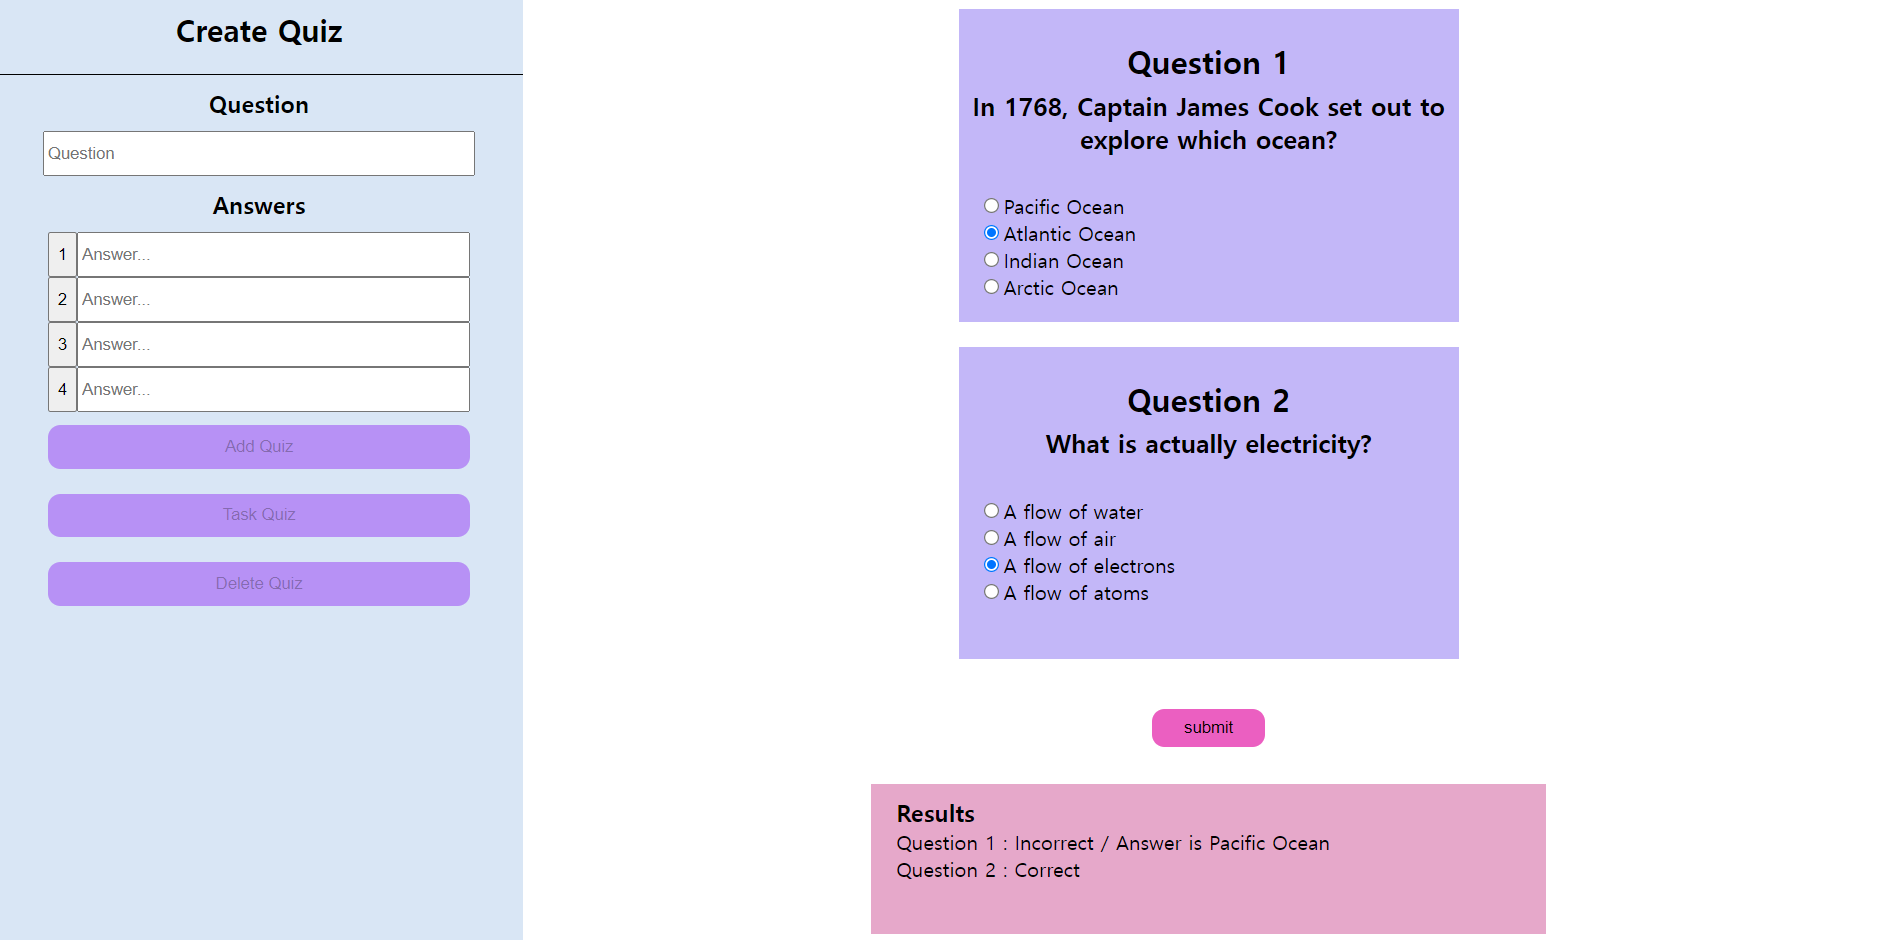 Create Quiz
Question
Question
Answers
1 Answer...
2 Answer...
3 Answer...
4 Answer...
Add Quiz
Task Quiz
Delete Quiz
Question 1
In 1768, Captain James Cook set out to
explore which ocean?
Pacific Ocean
Atlantic Ocean
Indian Ocean
Arctic Ocean
Question 2
What is actually electricity?
A flow of water
A flow of air
A flow of electrons
A flow of atoms
submit
Results
Question 1 : Incorrect / Answer is Pacific Ocean
Question 2 : Correct